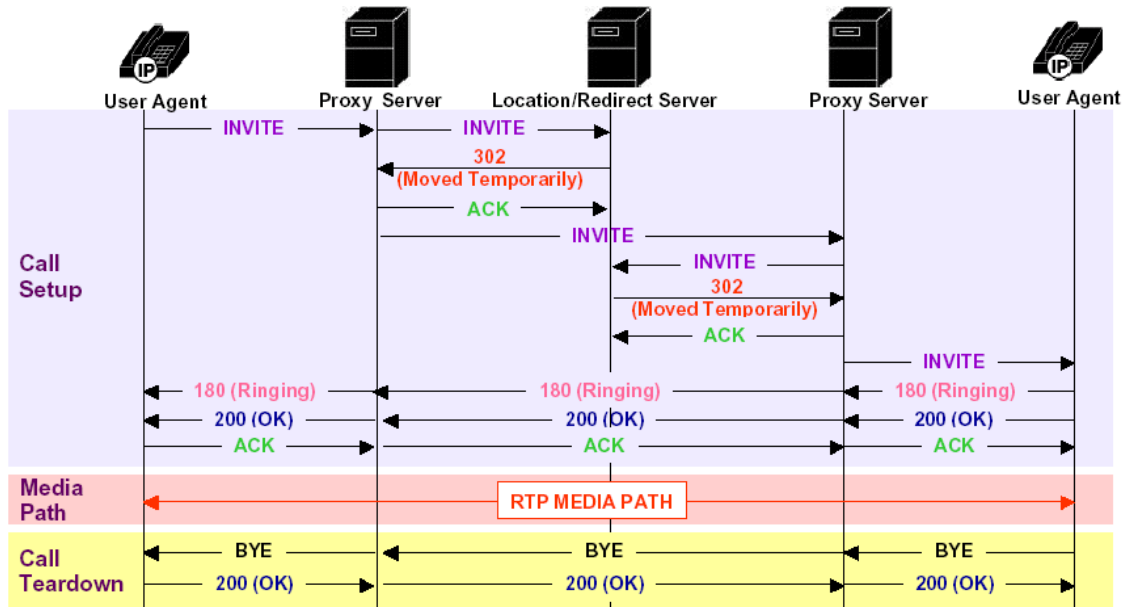 IP
IP
User Agent
Proxy Server
Location/Redirect Server
Proxy Server
User Agent
INVITE
INVITE
302
(Moved Temporarily)
ACK
INVITE
Call
Setup
INVITE
302
(Moved Temporarily)
ACK
INVITE
180 (Ringing)
180 (Ringing)
180 (Ringing)
200 (OK)
200 (OK)
200 (OK)
ACK
ACK
ACK
Media
Path
RTP MEDIA PATH
Call
Teardown
BYE
BYE
BYE
200 (OK)
200 (OK)
200 (OK)